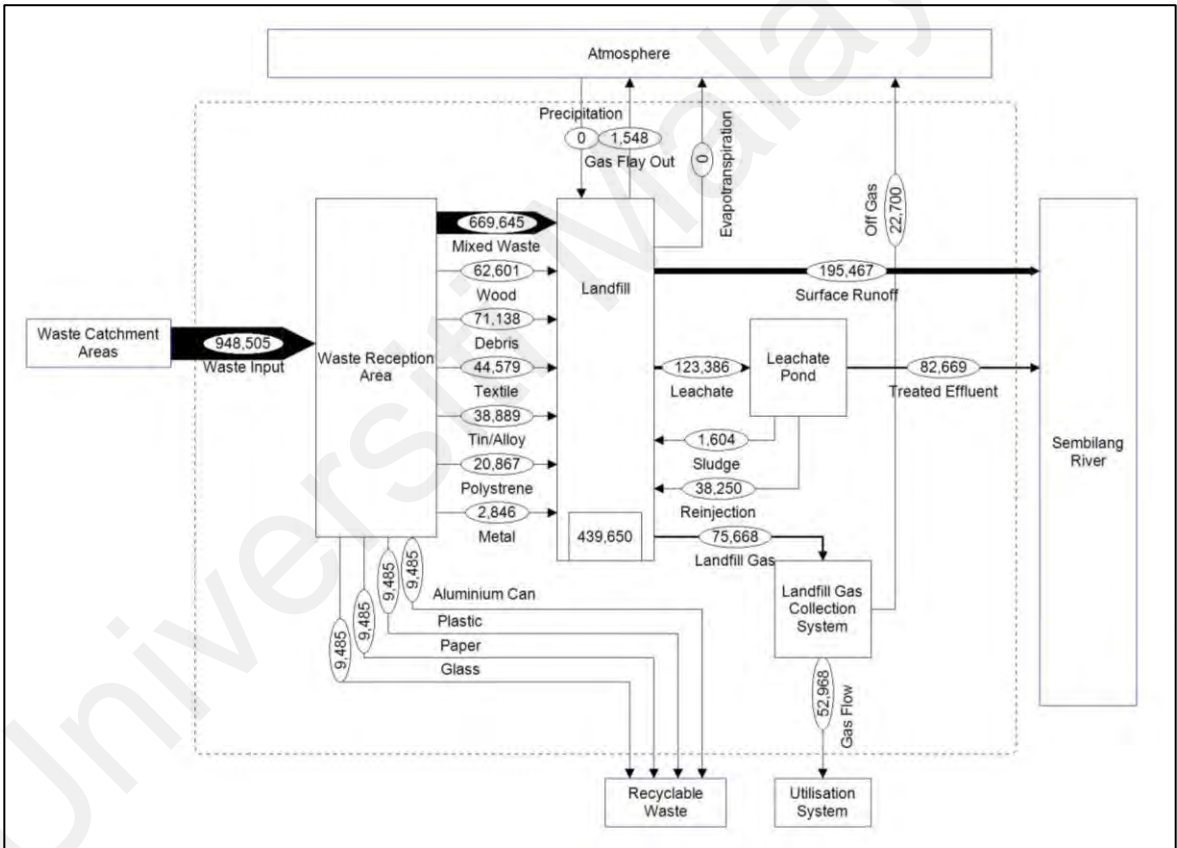 Atmosphere
Precipitation
0
1,548
Gas Flay Out
0
Evapotranspiration
Off Gas
22,700
669,645
Mixed Waste
62,601
Wood
71,138
Debris
44,579
Textile
38,889
Tin/Alloy
20,867
Polystrene
2,846
Metal
Landfill
195,467
Surface Runoff
Waste Catchment
Areas
948,505
Waste Input
Waste Reception
Area
Leachate
Pond
123,386
Leachate
82,669
Treated Effluent
1,604
Sludge
38,250
Reinjection
Sembilang
River
439,650
75,668
Landfill Gas
Landfill Gas
Collection
System
9,485
9,485
9,485
9,485
Aluminium Can
Plastic
Paper
Glass
52,968
Gas Flow
Recyclable
Waste
Utilisation
System
Universiti Malay